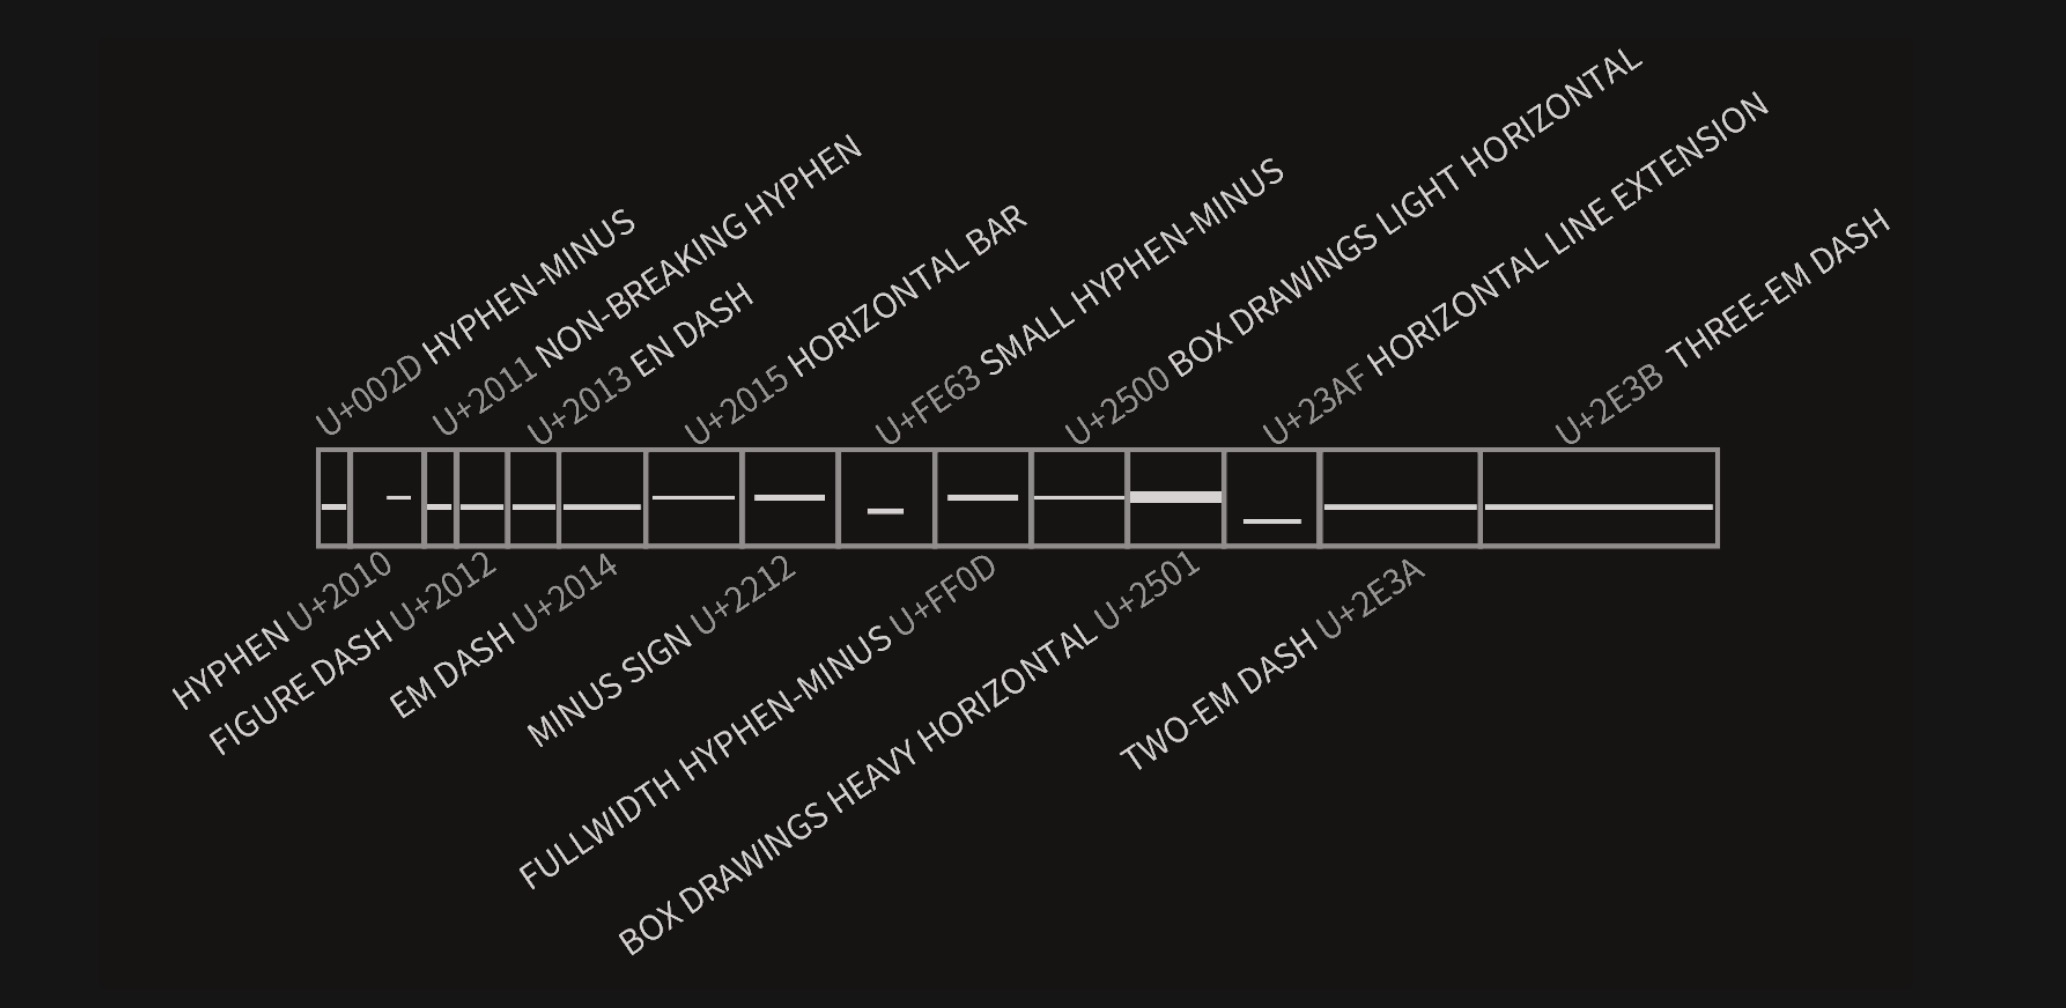 U+002D HYPHEN-MINUS
U+2011 NON-BREAKING HYPHEN
U+2013 EN DASH
U+2015 HORIZONTAL BAR
U+FE63 SMALL HYPHEN-MINUS
U+2500 BOX DRAWINGS LIGHT HORIZONTAL
U+23AF HORIZONTAL LINE EXTENSION
U+2E3B THREE-EM DASH
HYPHEN U+2010
FIGURE DASH U+2012
EM DASH U+2014
MINUS SIGN U+2212
FULLWIDTH HYPHEN-MINUS U+FF0D
BOX DRAWINGS HEAVY HORIZONTAL U+2501
TWO-EM DASH U+2E3A